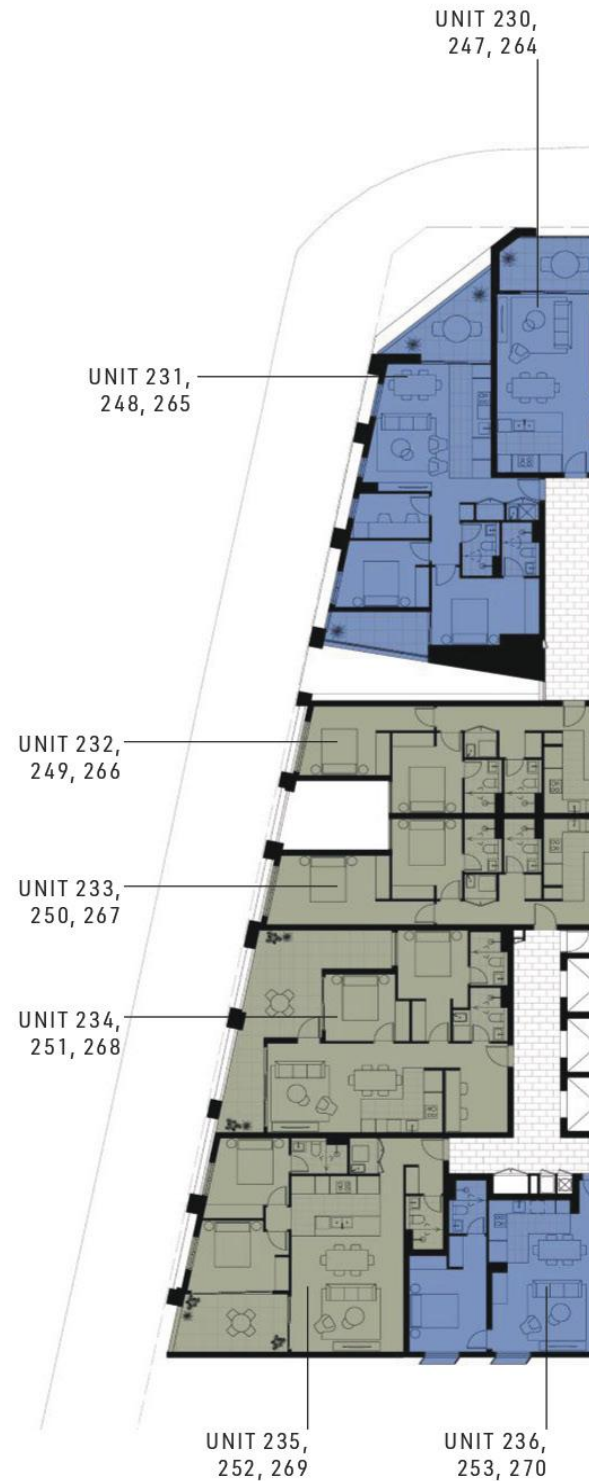 UNIT 230,
247, 264
UNIT 231,
248, 265
UNIT 232,
249, 266
UNIT 233,
250, 267
UNIT 234,
251, 268
UNIT 235,
252, 269
UNIT 236,
253, 270